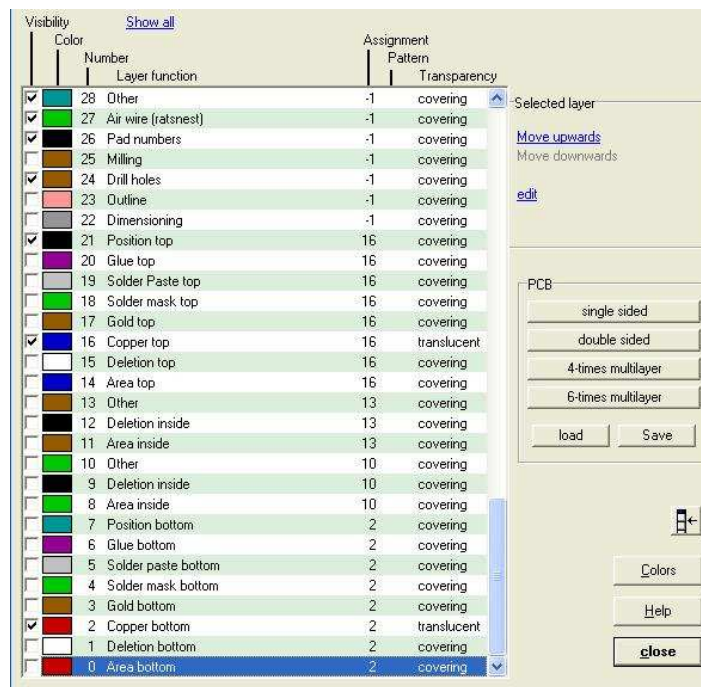 Visibility Show all
Color Assignment
Number Pattern
Layer function Transparency
28 Other -1 covering
27 Air wire (ratsnest) -1 covering
26 Pad numbers -1 covering
25 Milling -1 covering
24 Drill holes -1 covering
23 Outline -1 covering
22 Dimensioning -1 covering
21 Position top 16 covering
20 Glue top 16 covering
19 Solder Paste top 16 covering
18 Solder mask top 16 covering
17 Gold top 16 covering
16 Copper top 16 translucent
15 Deletion top 16 covering
14 Area top 16 covering
13 Other 13 covering
12 Deletion inside 13 covering
11 Area inside 13 covering
10 Other 10 covering
9 Deletion inside 10 covering
8 Area inside 10 covering
7 Position bottom 2 covering
6 Glue bottom 2 covering
5 Solder paste bottom 2 covering
4 Solder mask bottom 2 covering
3 Gold bottom 2 covering
2 Copper bottom 2 translucent
1 Deletion bottom 2 covering
0 Area bottom 2 covering
Selected layer
Move upwards
Move downwards
edit
PCB
single sided
double sided
4-times multilayer
6-times multilayer
load Save
Colors
Help
close